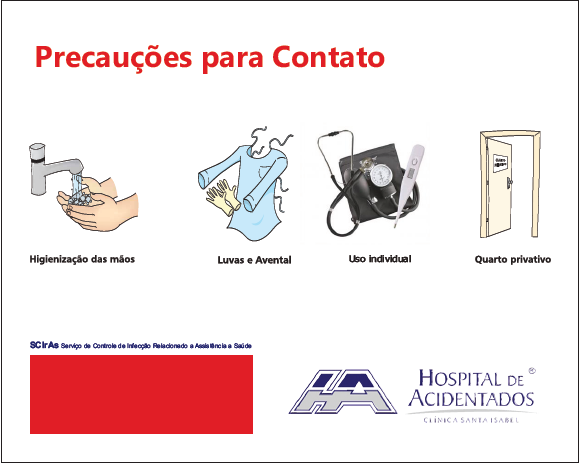 Precauções para Contato
Higienização das mãos
Luvas e Avental
Uso individual
Quarto privativo
SCIrAs Serviço de Controle de Infecção Relacionado a Assistência a Saúde
HOSPITAL DE ®
ACIDENTADOS
CLÍNICA SANTA ISABEL